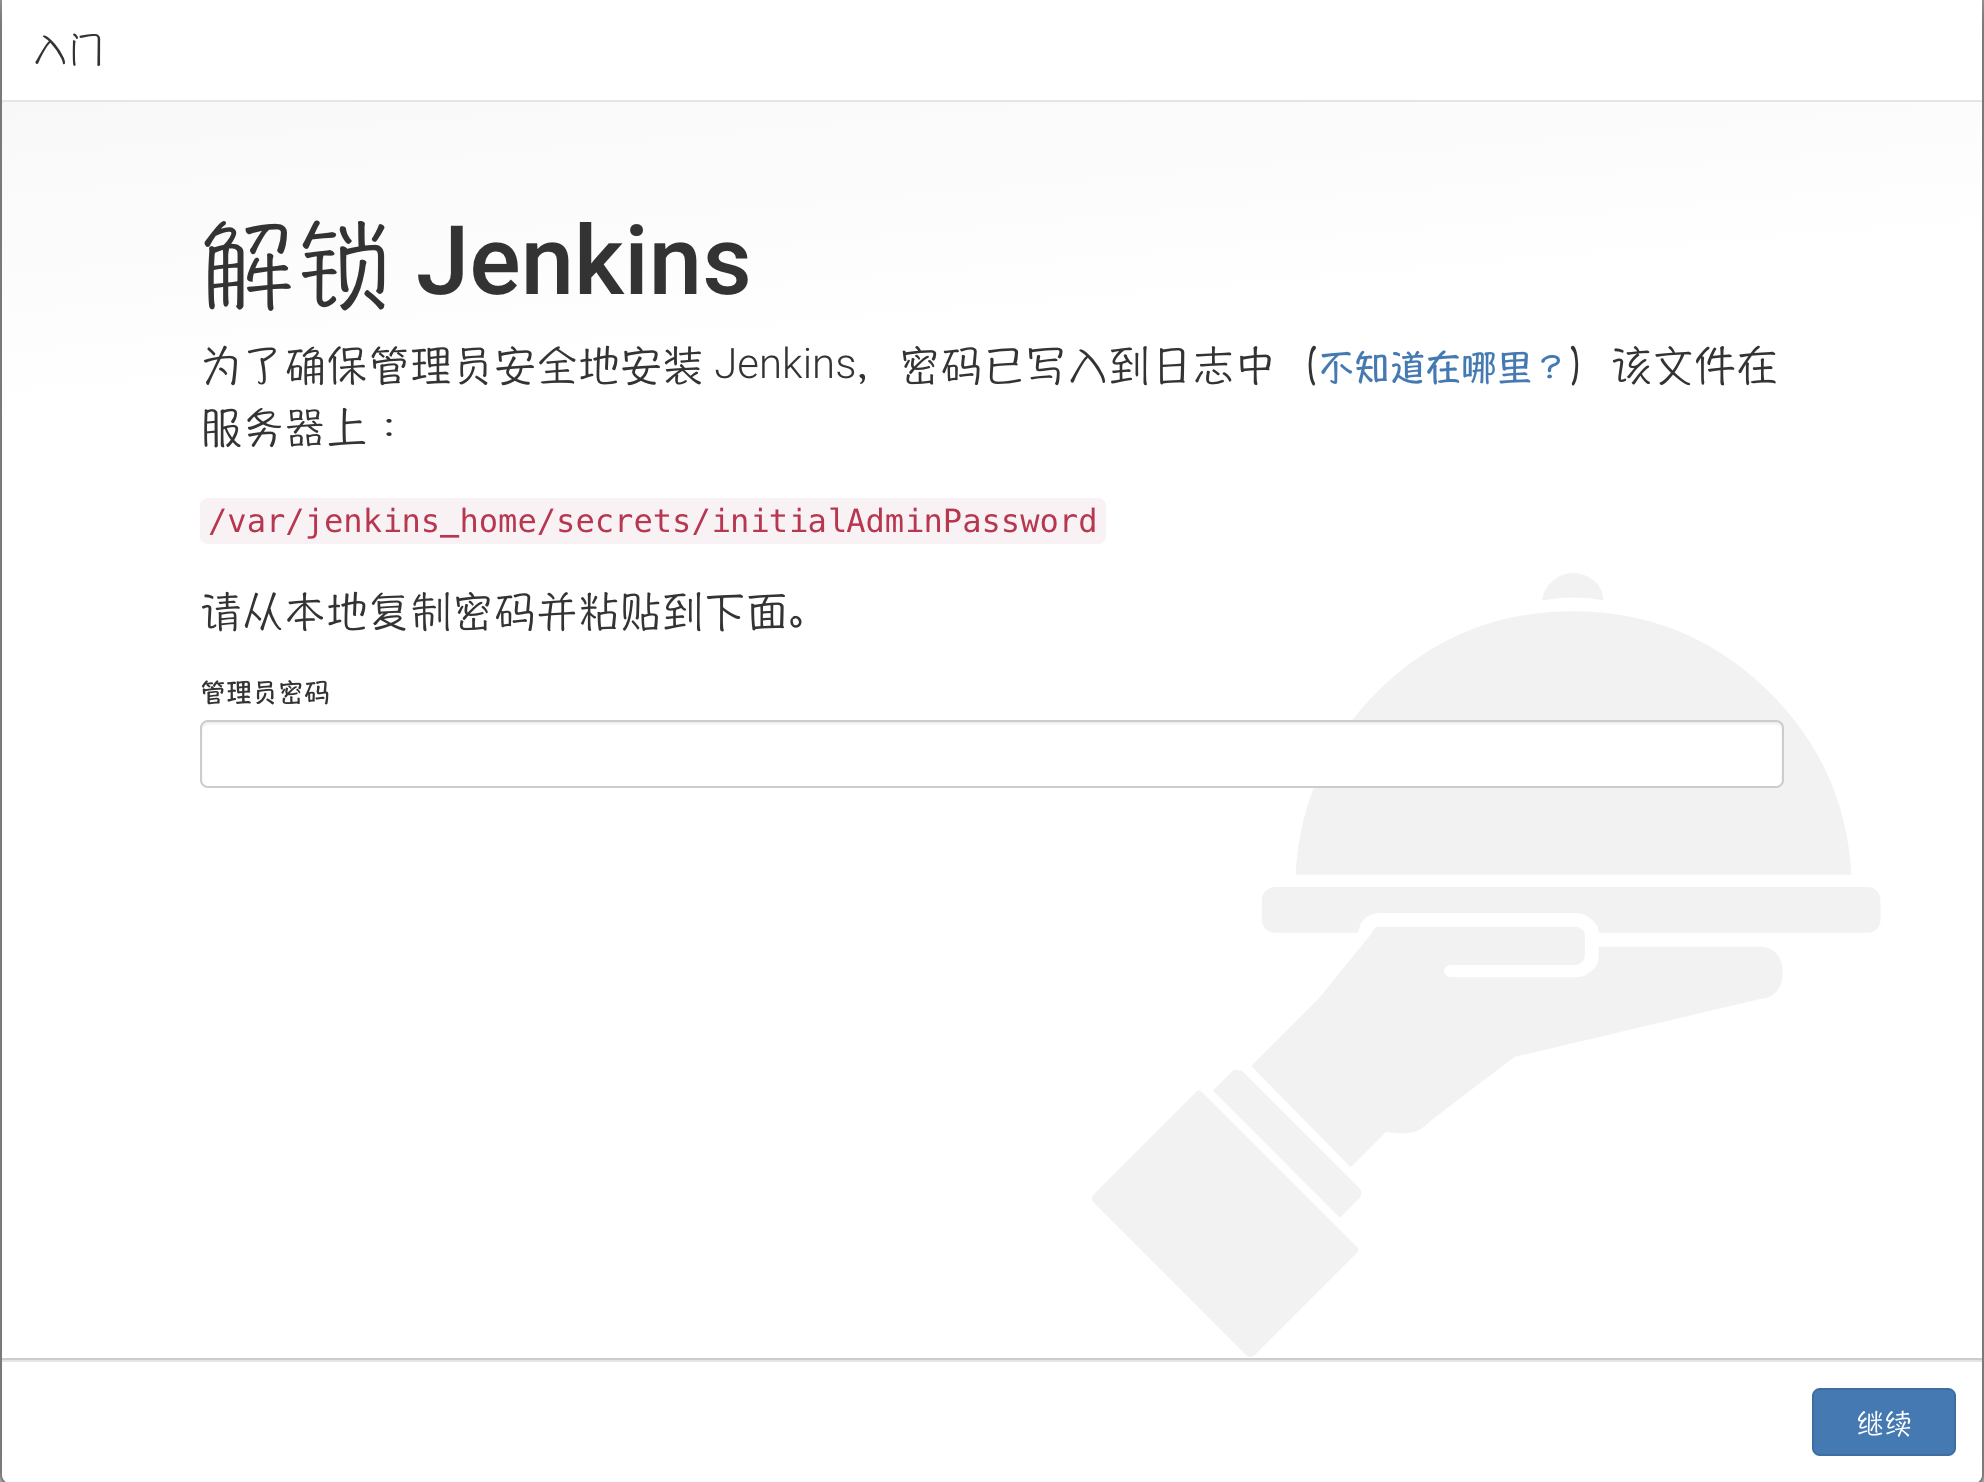 入门
解锁 Jenkins
为了确保管理员安全地安装 Jenkins，密码已写入到日志中（不知道在哪里？）该文件在
服务器上：
/var/jenkins_home/secrets/initialAdminPassword
请从本地复制密码并粘贴到下面。
管理员密码
继续